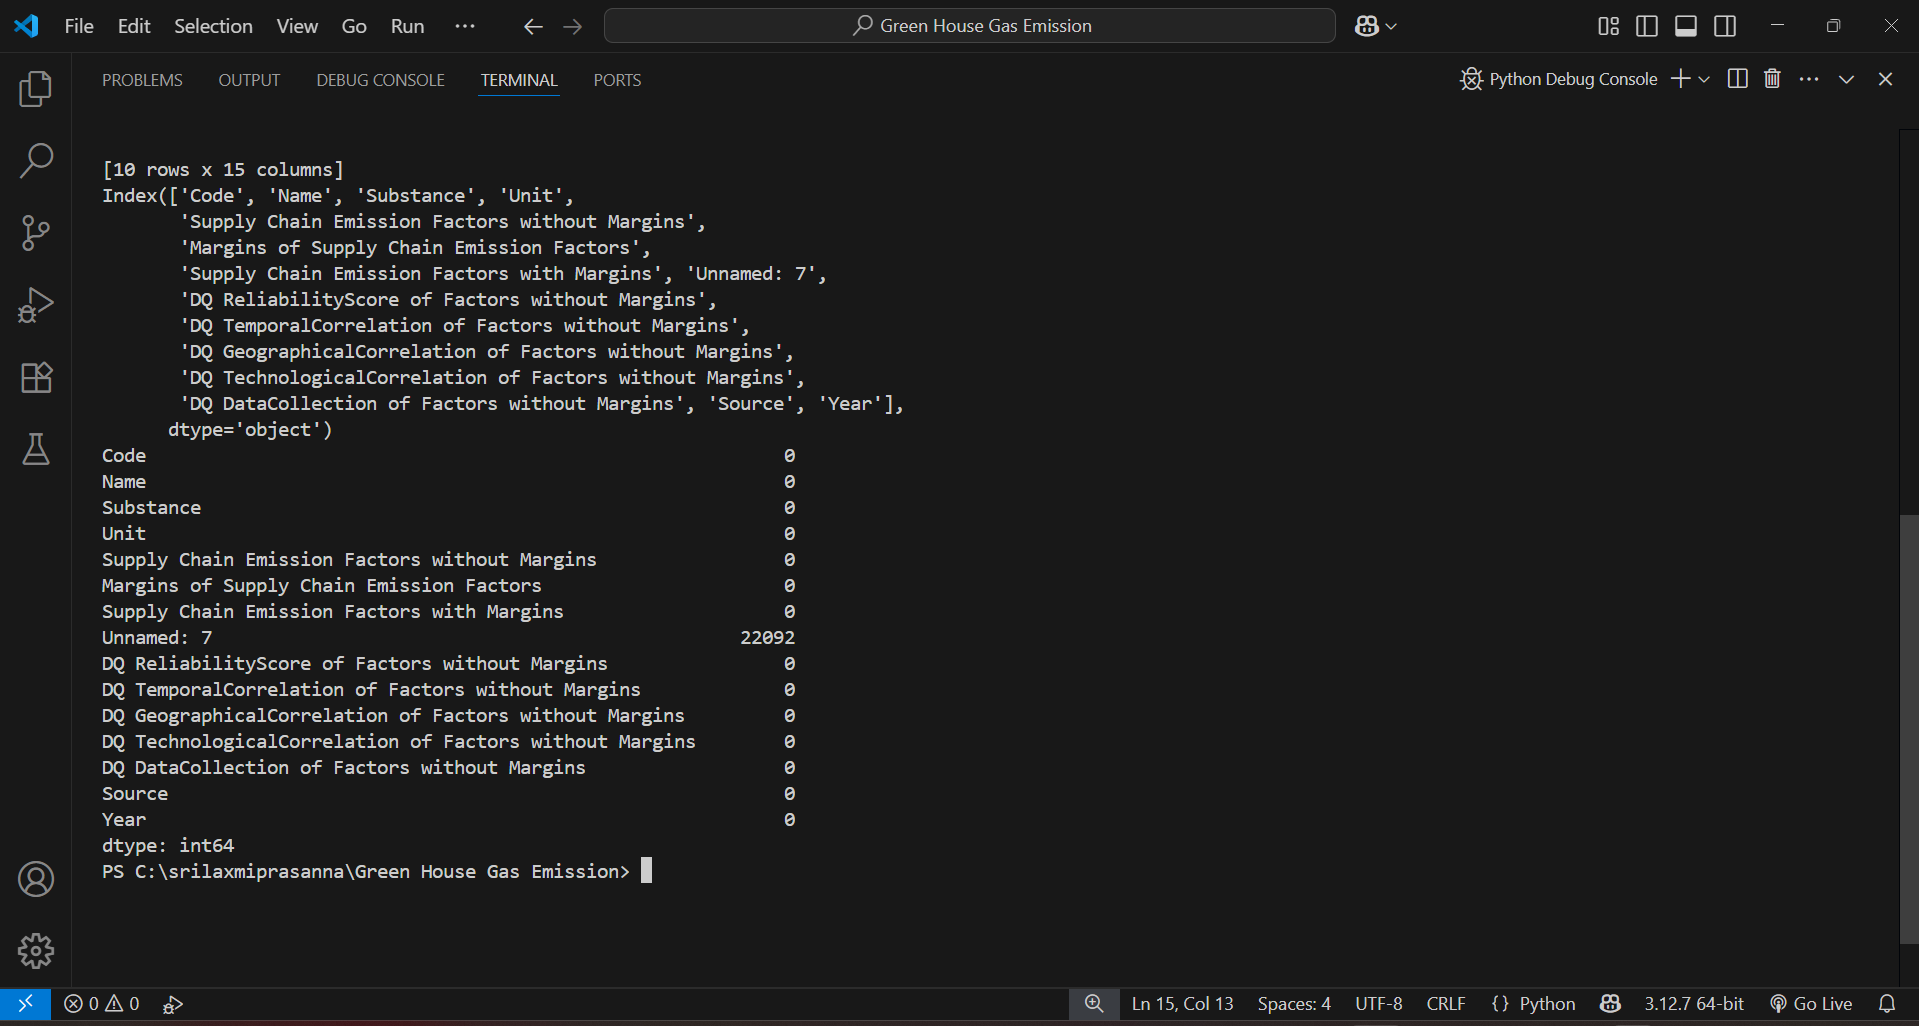 File Edit Selection View Go Run ··· Green House Gas Emission
PROBLEMS OUTPUT DEBUG CONSOLE TERMINAL PORTS Python Debug Console
[10 rows x 15 columns]
Index(['Code', 'Name', 'Substance', 'Unit',
'Supply Chain Emission Factors without Margins',
'Margins of Supply Chain Emission Factors',
'Supply Chain Emission Factors with Margins', 'Unnamed: 7',
'DQ ReliabilityScore of Factors without Margins',
'DQ TemporalCorrelation of Factors without Margins',
'DQ GeographicalCorrelation of Factors without Margins',
'DQ TechnologicalCorrelation of Factors without Margins',
'DQ DataCollection of Factors without Margins', 'Source', 'Year'],
dtype='object')
Code 0
Name 0
Substance 0
Unit 0
Supply Chain Emission Factors without Margins 0
Margins of Supply Chain Emission Factors 0
Supply Chain Emission Factors with Margins 0
Unnamed: 7 22092
DQ ReliabilityScore of Factors without Margins 0
DQ TemporalCorrelation of Factors without Margins 0
DQ GeographicalCorrelation of Factors without Margins 0
DQ TechnologicalCorrelation of Factors without Margins 0
DQ DataCollection of Factors without Margins 0
Source 0
Year 0
dtype: int64
PS C:\srilaxmiprasanna\Green House Gas Emission>
0 0 Ln 15, Col 13 Spaces: 4 UTF-8 CRLF {} Python 3.12.7 64-bit Go Live